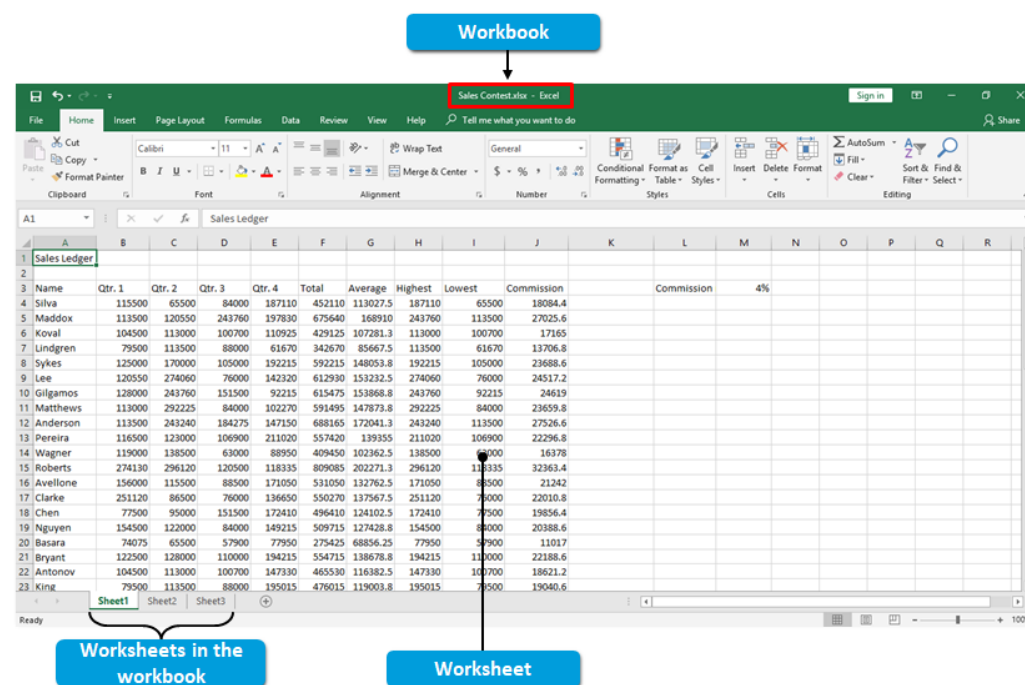 Workbook
Sales Contest.xlsx - Excel
Sign in
File Home Insert Page Layout Formulas Data Review View Help Tell me what you want to do Share
Paste
Cut
Copy
Format Painter
Clipboard
Calibri 11
B I U
Font
Wrap Text
Merge & Center
Alignment
General
$ % ,
Number
Conditional Formatting Format as Table Cell Styles
Styles
Insert Delete Format
Cells
AutoSum
Fill
Clear
Sort & Filter Find & Select
Editing
A1 fx Sales Ledger
A B C D E F G H I J K L M N O P Q R
1 Sales Ledger
2
3 Name Qtr. 1 Qtr. 2 Qtr. 3 Qtr. 4 Total Average Highest Lowest Commission Commission 4%
4 Silva 115500 65500 84000 187110 452110 113027.5 187110 65500 18084.4
5 Maddox 113500 120550 243760 197830 675640 168910 243760 113500 27025.6
6 Koval 104500 113000 100700 110925 429125 107281.3 113000 100700 17165
7 Lindgren 79500 113500 88000 61670 342670 85667.5 113500 61670 13706.8
8 Sykes 125000 170000 105000 192215 592215 148053.8 192215 105000 23688.6
9 Lee 120550 274060 76000 142320 612930 153232.5 274060 76000 24517.2
10 Gilgamos 128000 243760 151500 92215 615475 153868.8 243760 92215 24619
11 Matthews 113000 292225 84000 102270 591495 147873.8 292225 84000 23659.8
12 Anderson 113500 243240 184275 147150 688165 172041.3 243240 113500 27526.6
13 Pereira 116500 123000 106900 211020 557420 139355 211020 106900 22296.8
14 Wagner 119000 138500 63000 88950 409450 102362.5 138500 16378
15 Roberts 274130 296120 120500 118335 809085 202271.3 296120 118335 32363.4
16 Avellone 156000 115500 88500 171050 531050 132762.5 171050 88500 21242
17 Clarke 251120 86500 76000 136650 550270 137567.5 251120 76000 22010.8
18 Chen 77500 95000 151500 172410 496410 124102.5 172410 77500 19856.4
19 Nguyen 154500 122000 84000 149215 509715 127428.8 154500 84000 20388.6
20 Basara 74075 65500 57900 77950 275425 68856.25 77950 57900 11017
21 Bryant 122500 128000 110000 194215 554715 138678.8 194215 110000 22188.6
22 Antonov 104500 113000 100700 147330 465530 116382.5 147330 100700 18621.2
23 King 79500 113500 88000 195015 476015 119003.8 195015 79500 19040.6
Sheet1 Sheet2 Sheet3
Ready 100
Worksheets in the
workbook
Worksheet